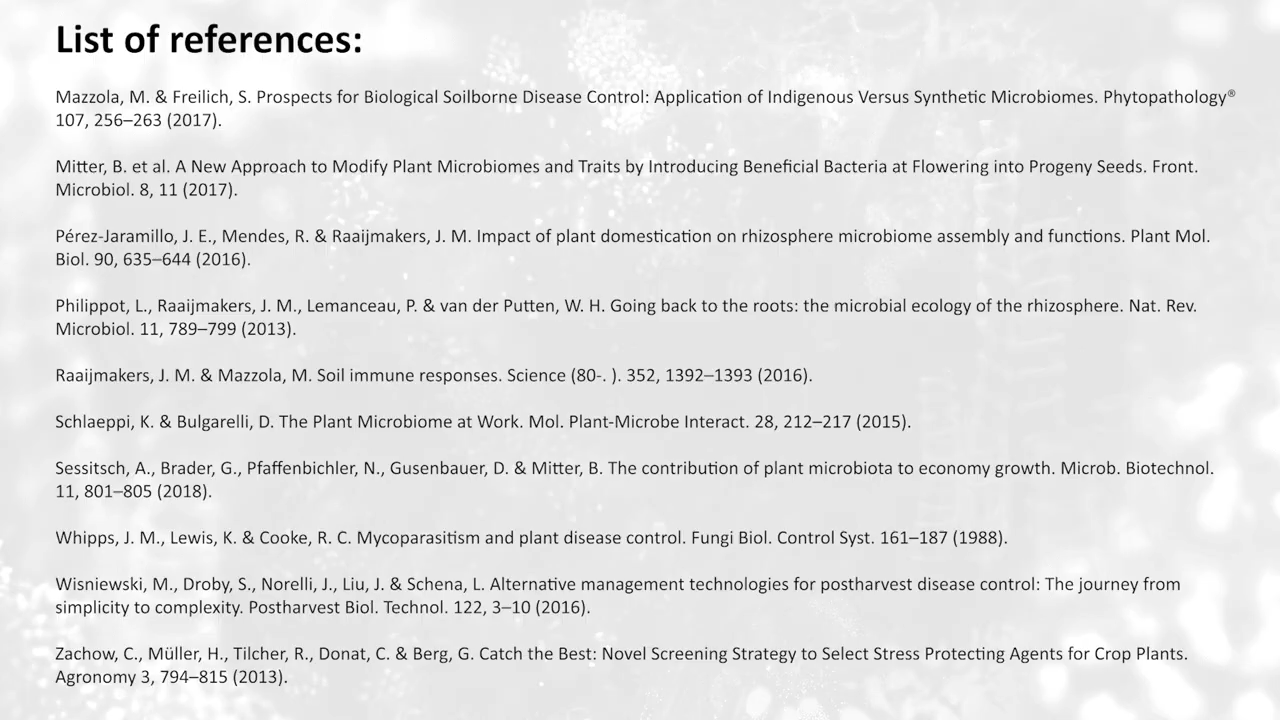 List of references:
Mazzola, M. & Freilich, S. Prospects for Biological Soilborne Disease Control: Application of Indigenous Versus Synthetic Microbiomes. Phytopathology®
107, 256–263 (2017).
Mitter, B. et al. A New Approach to Modify Plant Microbiomes and Traits by Introducing Beneficial Bacteria at Flowering into Progeny Seeds. Front.
Microbiol. 8, 11 (2017).
Pérez-Jaramillo, J. E., Mendes, R. & Raaijmakers, J. M. Impact of plant domestication on rhizosphere microbiome assembly and functions. Plant Mol.
Biol. 90, 635–644 (2016).
Philippot, L., Raaijmakers, J. M., Lemanceau, P. & van der Putten, W. H. Going back to the roots: the microbial ecology of the rhizosphere. Nat. Rev.
Microbiol. 11, 789–799 (2013).
Raaijmakers, J. M. & Mazzola, M. Soil immune responses. Science (80-. ). 352, 1392–1393 (2016).
Schlaeppi, K. & Bulgarelli, D. The Plant Microbiome at Work. Mol. Plant-Microbe Interact. 28, 212–217 (2015).
Sessitsch, A., Brader, G., Pfaffenbichler, N., Gusenbauer, D. & Mitter, B. The contribution of plant microbiota to economy growth. Microb. Biotechnol.
11, 801–805 (2018).
Whipps, J. M., Lewis, K. & Cooke, R. C. Mycoparasitism and plant disease control. Fungi Biol. Control Syst. 161–187 (1988).
Wisniewski, M., Droby, S., Norelli, J., Liu, J. & Schena, L. Alternative management technologies for postharvest disease control: The journey from
simplicity to complexity. Postharvest Biol. Technol. 122, 3–10 (2016).
Zachow, C., Müller, H., Tilcher, R., Donat, C. & Berg, G. Catch the Best: Novel Screening Strategy to Select Stress Protecting Agents for Crop Plants.
Agronomy 3, 794–815 (2013).